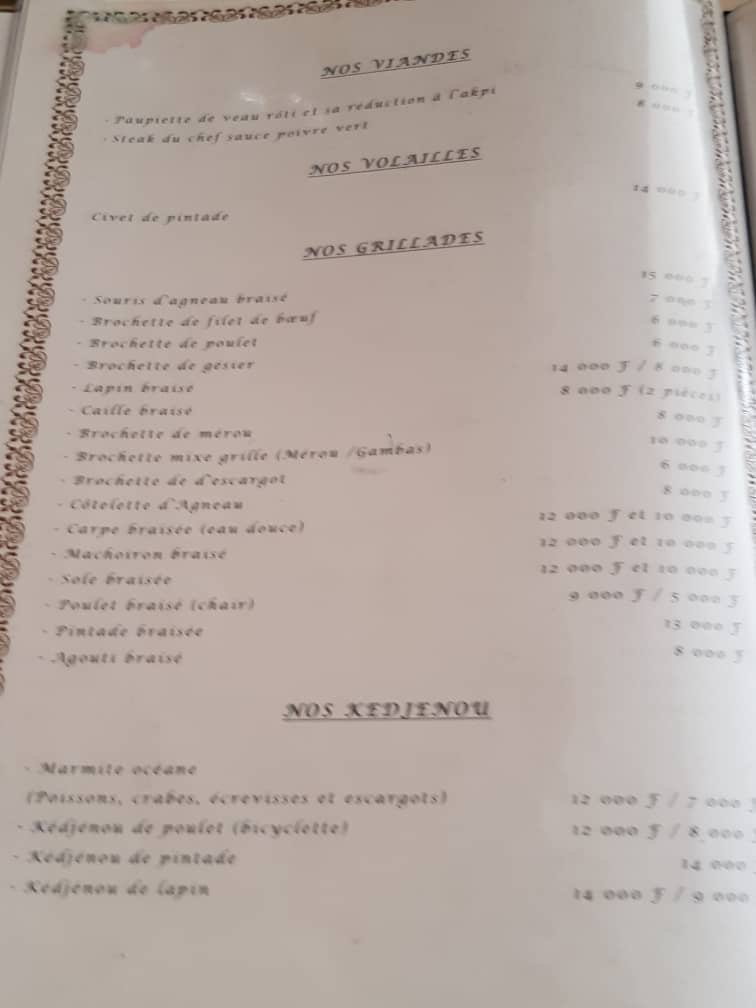 NOS VIANDES
- Paupiette de veau rôti et sa réduction à l'akpi 9 000 F
- Steak du chef sauce poivre vert 8 000 F
NOS VOLAILLES
Civet de pintade 14 000 F
NOS GRILLADES
- Souris d'agneau braisé 15 000 F
- Brochette de filet de bœuf 7 000 F
- Brochette de poulet 6 000 F
- Brochette de gesier 6 000 F
- Lapin braisé 14 000 F / 8 000 F
- Caille braisé 8 000 F (2 pièces)
- Brochette de mérou 8 000 F
- Brochette mixe grille (Mérou /Gambas) 10 000 F
- Brochette de d'escargot 6 000 F
- Côtelette d'Agneau 8 000 F
- Carpe braisée (eau douce) 12 000 F et 10 000 F
- Machoiron braisé 12 000 F et 10 000 F
- Sole braisée 12 000 F et 10 000 F
- Poulet braisé (chair) 9 000 F / 5 000 F
- Pintade braisée 13 000 F
- Agouti braisé 8 000 F
NOS KEDJENOU
- Marmite océane
(Poissons, crabes, écrevisses et escargots) 12 000 F / 7 000 F
- Kédjénou de poulet (bicyclette) 12 000 F / 8 000
- Kédjénou de pintade 14 000
- Kédjénou de lapin 14 000 F / 9 000